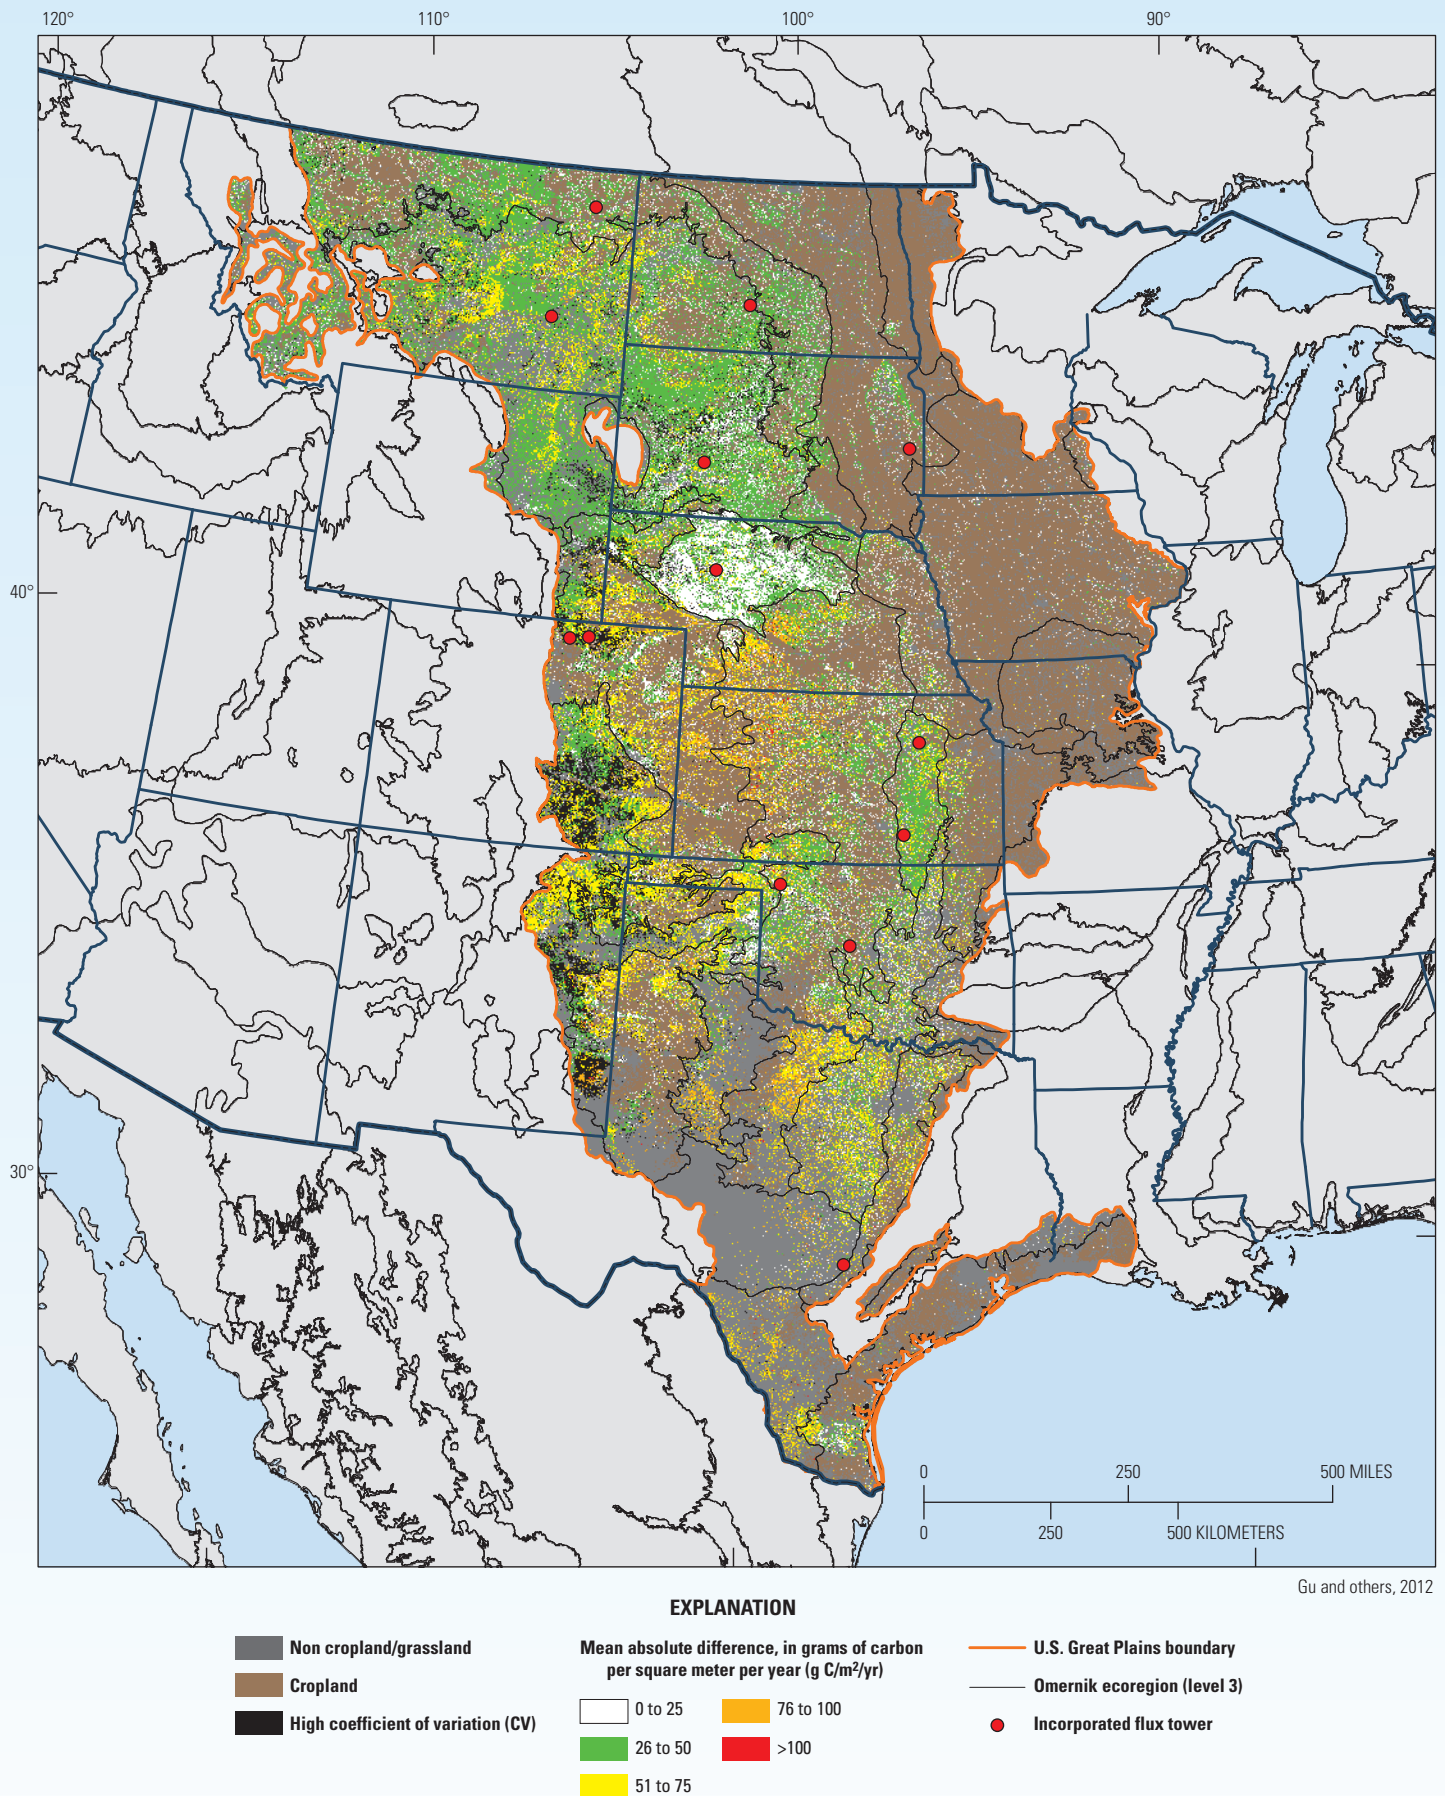 120°
110°
100°
90°
40°
30°
0
250
500 MILES
0
250
500 KILOMETERS
Gu and others, 2012
EXPLANATION
Non cropland/grassland
Cropland
High coefficient of variation (CV)
Mean absolute difference, in grams of carbon
per square meter per year (g C/m²/yr)
0 to 25
26 to 50
51 to 75
76 to 100
>100
U.S. Great Plains boundary
Omernik ecoregion (level 3)
Incorporated flux tower